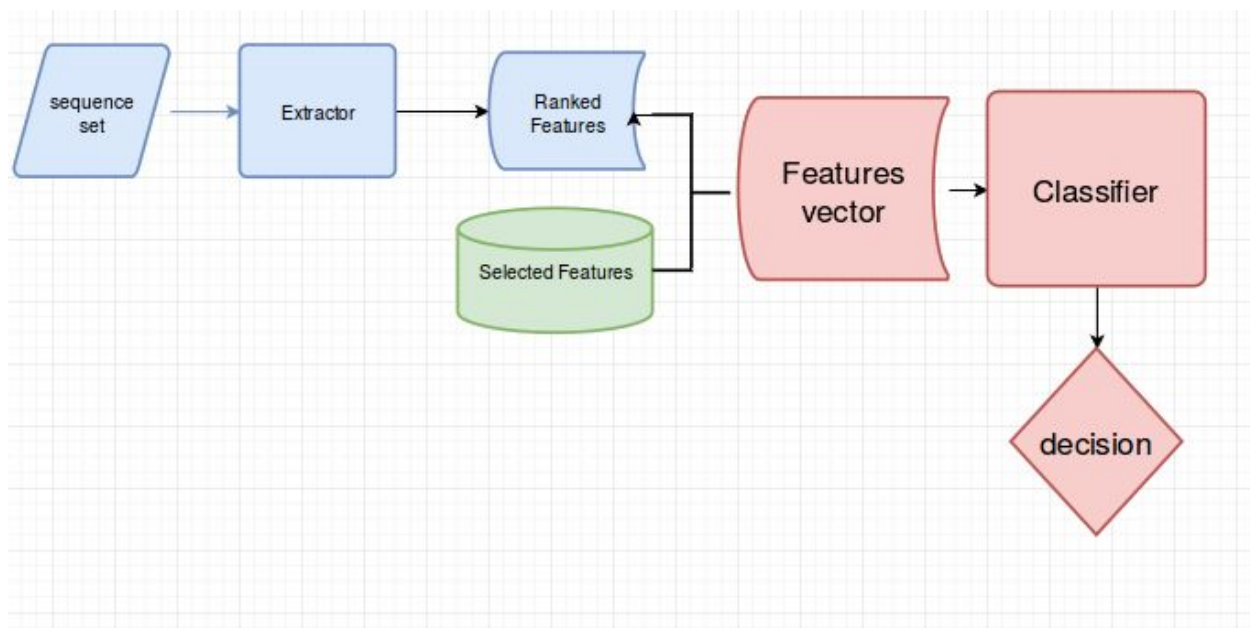 sequence
set
Extractor
Ranked
Features
Selected Features
Features
vector
Classifier
decision